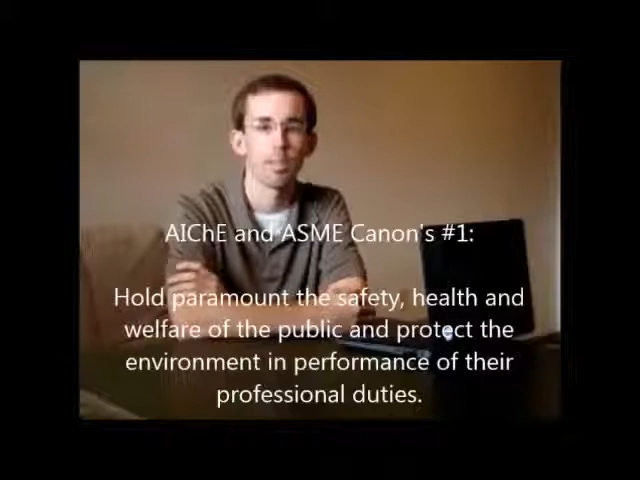 AIChE and ASME Canon's #1:
Hold paramount the safety, health and
welfare of the public and protect the
environment in performance of their
professional duties.